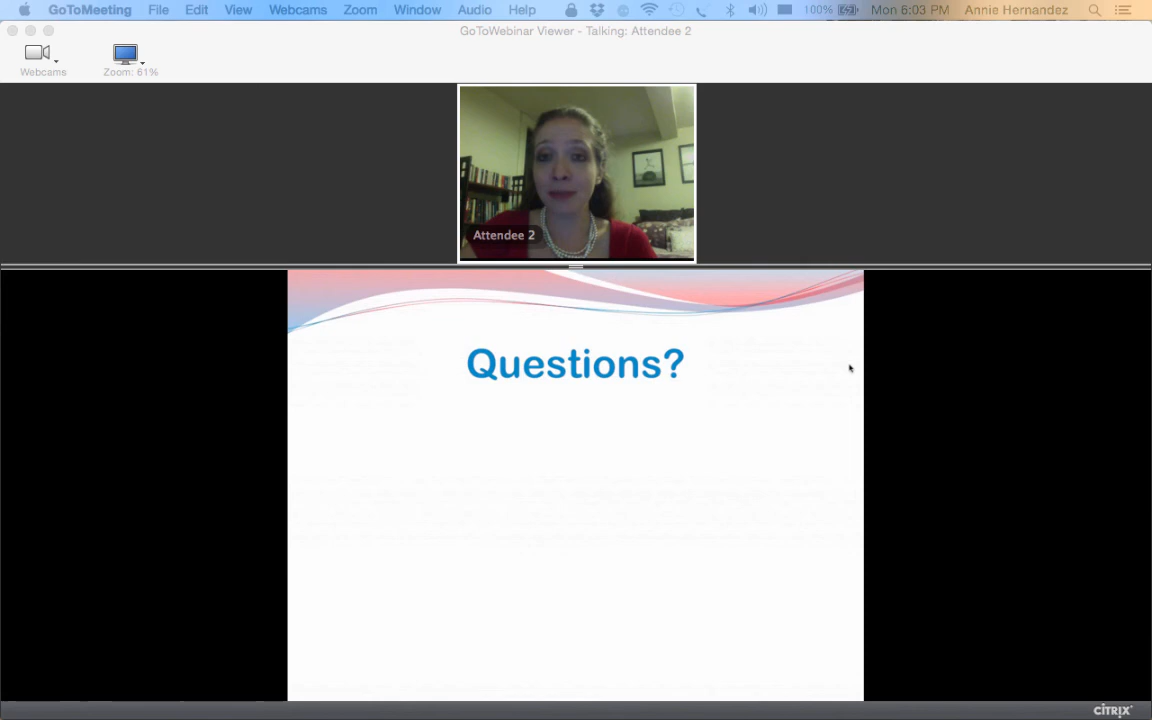 GoToMeeting File Edit View Webcams Zoom Window Audio Help 100% Mon 6:03 PM Annie Hernandez
GoToWebinar Viewer - Talking: Attendee 2
Webcams Zoom: 61%
Attendee 2
Questions?
CITRIX